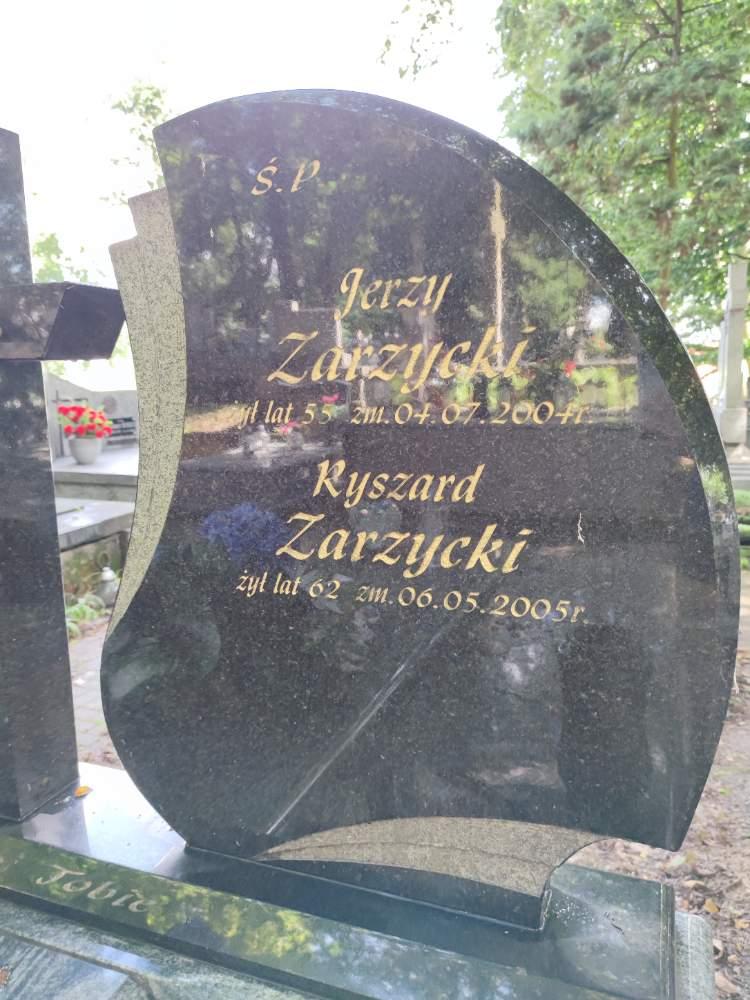 Ś.P
Jerzy
Zarzycki
żył lat 55 zm. 04.07.2004r.
Ryszard
Zarzycki
żył lat 62 zm. 06.05.2005r.
Tobie